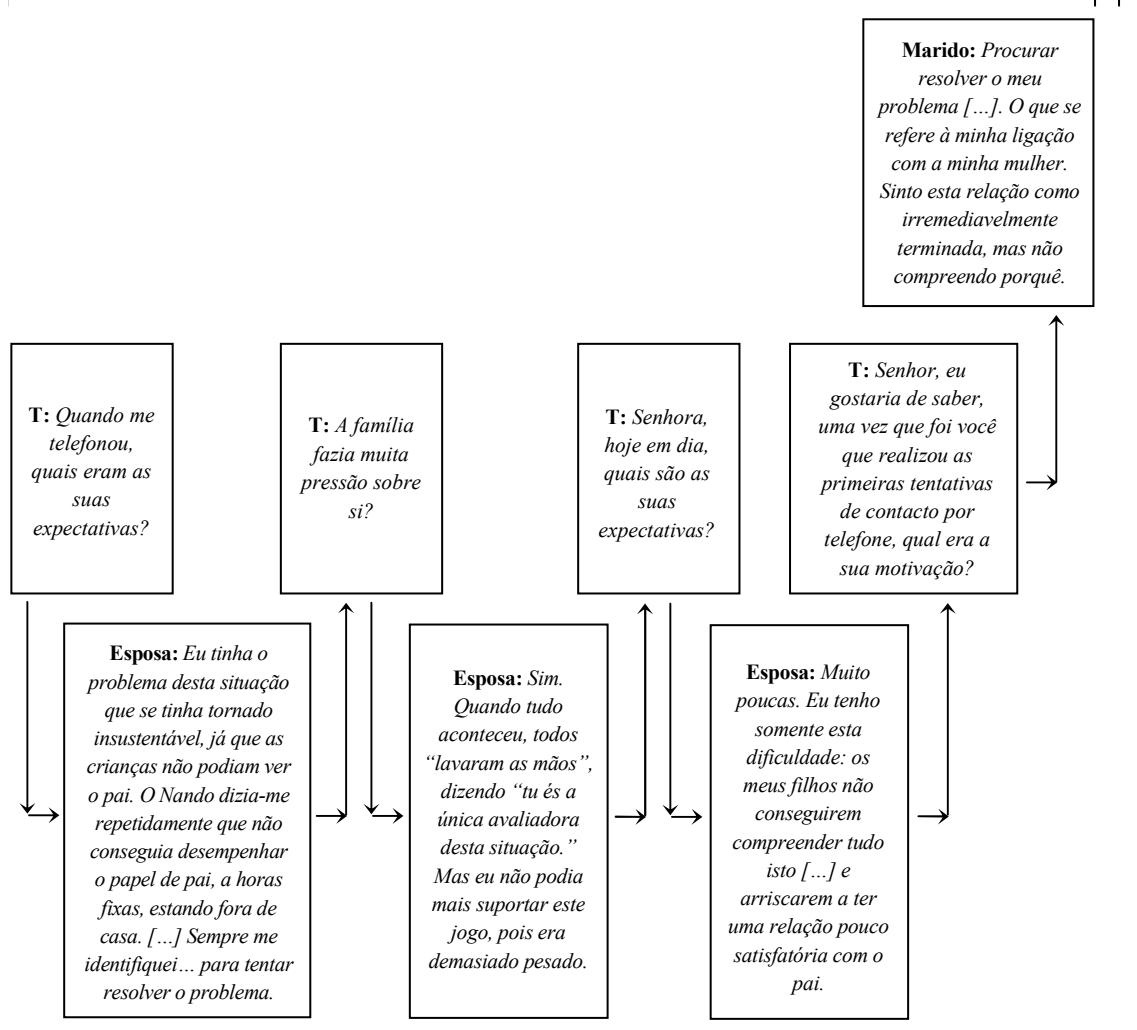 T: Quando me
telefonou,
quais eram as
suas
expectativas?
Esposa: Eu tinha o
problema desta situação
que se tinha tornado
insustentável, já que as
crianças não podiam ver
o pai. O Nando dizia-me
repetidamente que não
conseguia desempenhar
o papel de pai, a horas
fixas, estando fora de
casa. […] Sempre me
identifiquei… para tentar
resolver o problema.
T: A família
fazia muita
pressão sobre
si?
Esposa: Sim.
Quando tudo
aconteceu, todos
“lavaram as mãos”,
dizendo “tu és a
única avaliadora
desta situação.”
Mas eu não podia
mais suportar este
jogo, pois era
demasiado pesado.
T: Senhora,
hoje em dia,
quais são as
suas
expectativas?
Esposa: Muito
poucas. Eu tenho
somente esta
dificuldade: os
meus filhos não
conseguirem
compreender tudo
isto […] e
arriscarem a ter
uma relação pouco
satisfatória com o
pai.
T: Senhor, eu
gostaria de saber,
uma vez que foi você
que realizou as
primeiras tentativas
de contacto por
telefone, qual era a
sua motivação?
Marido: Procurar
resolver o meu
problema […]. O que se
refere à minha ligação
com a minha mulher.
Sinto esta relação como
irremediavelmente
terminada, mas não
compreendo porquê.